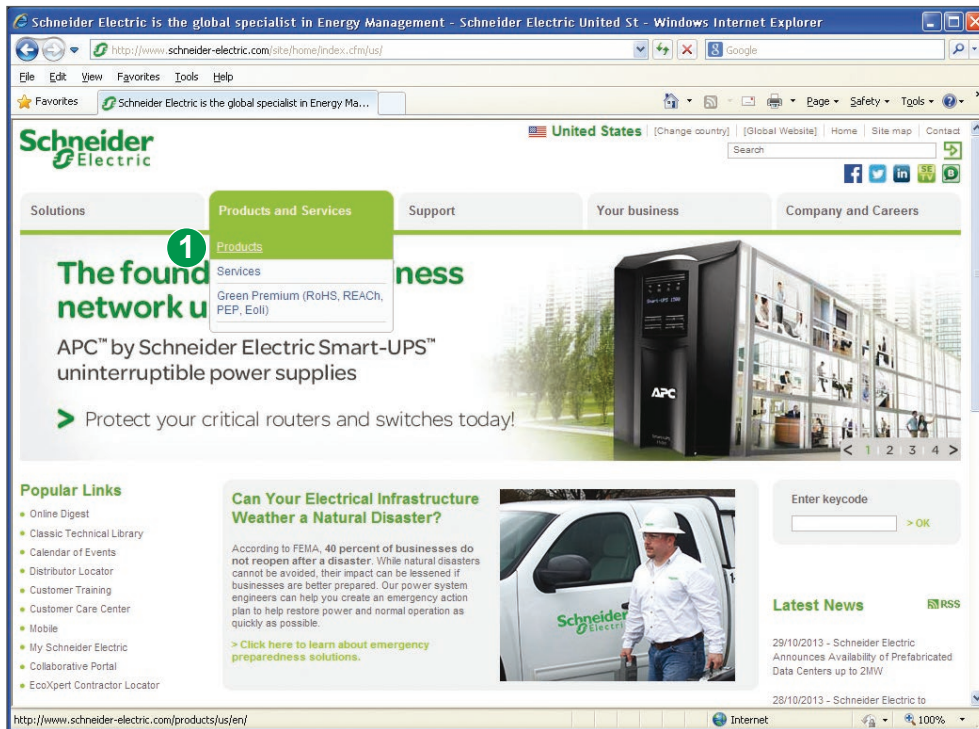 Schneider Electric is the global specialist in Energy Management - Schneider Electric United St - Windows Internet Explorer
http://www.schneider-electric.com/site/home/index.cfm/us/
Google
File Edit View Favorites Tools Help
Favorites
Schneider Electric is the global specialist in Energy Ma...
Page Safety Tools
Schneider
Electric
United States [Change country] [Global Website] Home Site map Contact
Search
SE TV
Solutions
Products and Services
Support
Your business
Company and Careers
1
Products
Services
Green Premium (RoHS, REACh,
PEP, Eoli)
The found ness
network u
APC™ by Schneider Electric Smart-UPS™
uninterruptible power supplies
> Protect your critical routers and switches today!
Smart-UPS 1500
APC
< 1 2 3 4 >
Popular Links
Online Digest
Classic Technical Library
Calendar of Events
Distributor Locator
Customer Training
Customer Care Center
Mobile
My Schneider Electric
Collaborative Portal
EcoXpert Contractor Locator
Can Your Electrical Infrastructure
Weather a Natural Disaster?
According to FEMA, 40 percent of businesses do
not reopen after a disaster. While natural disasters
cannot be avoided, their impact can be lessened if
businesses are better prepared. Our power system
engineers can help you create an emergency action
plan to help restore power and normal operation as
quickly as possible.
> Click here to learn about emergency
preparedness solutions.
Schneider
Electric
Enter keycode
> OK
Latest News
RSS
29/10/2013 - Schneider Electric
Announces Availability of Prefabricated
Data Centers up to 2MW
28/10/2013 - Schneider Electric to
http://www.schneider-electric.com/products/us/en/
Internet
100%